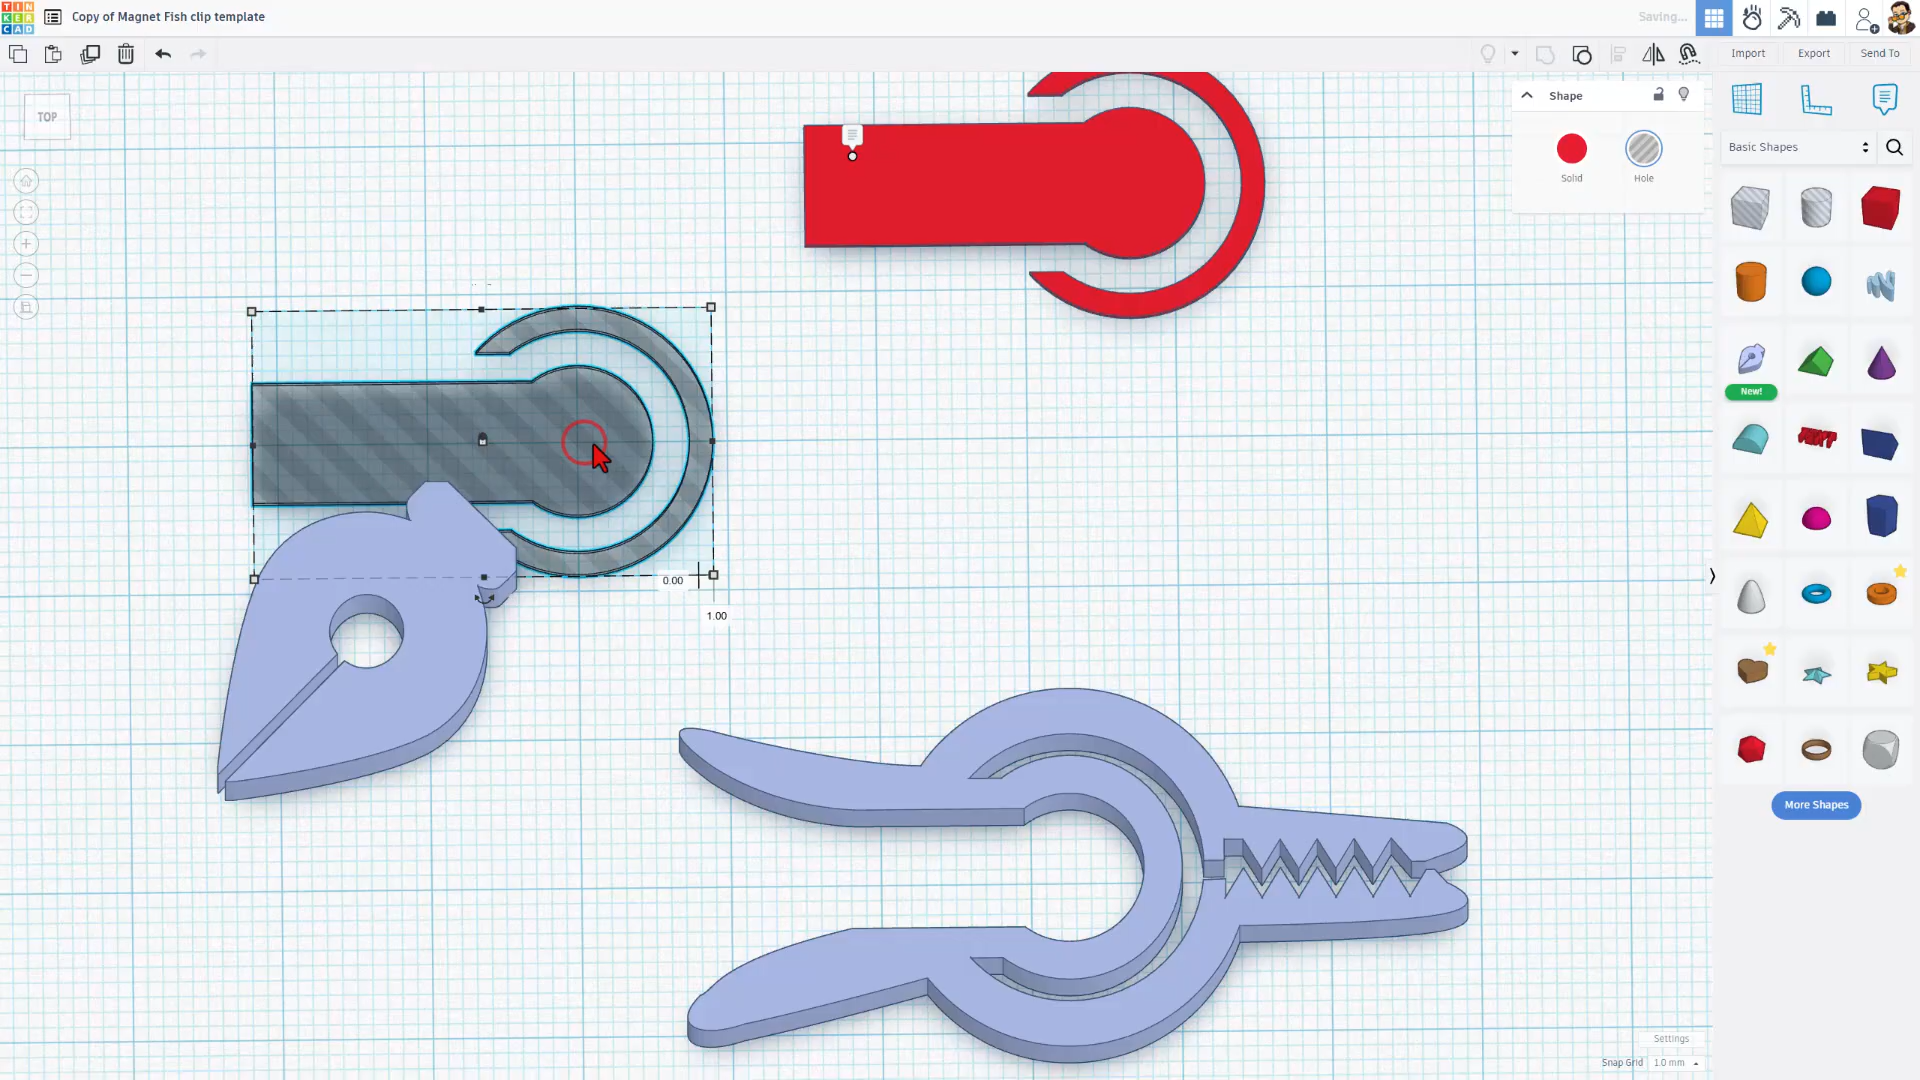 TIN
KER
CAD
Copy of Magnet Fish clip template
Saving...
Import
Export
Send To
TOP
Shape
Solid
Hole
Basic Shapes
New!
0.00
1.00
More Shapes
Settings
Snap Grid 1.0 mm